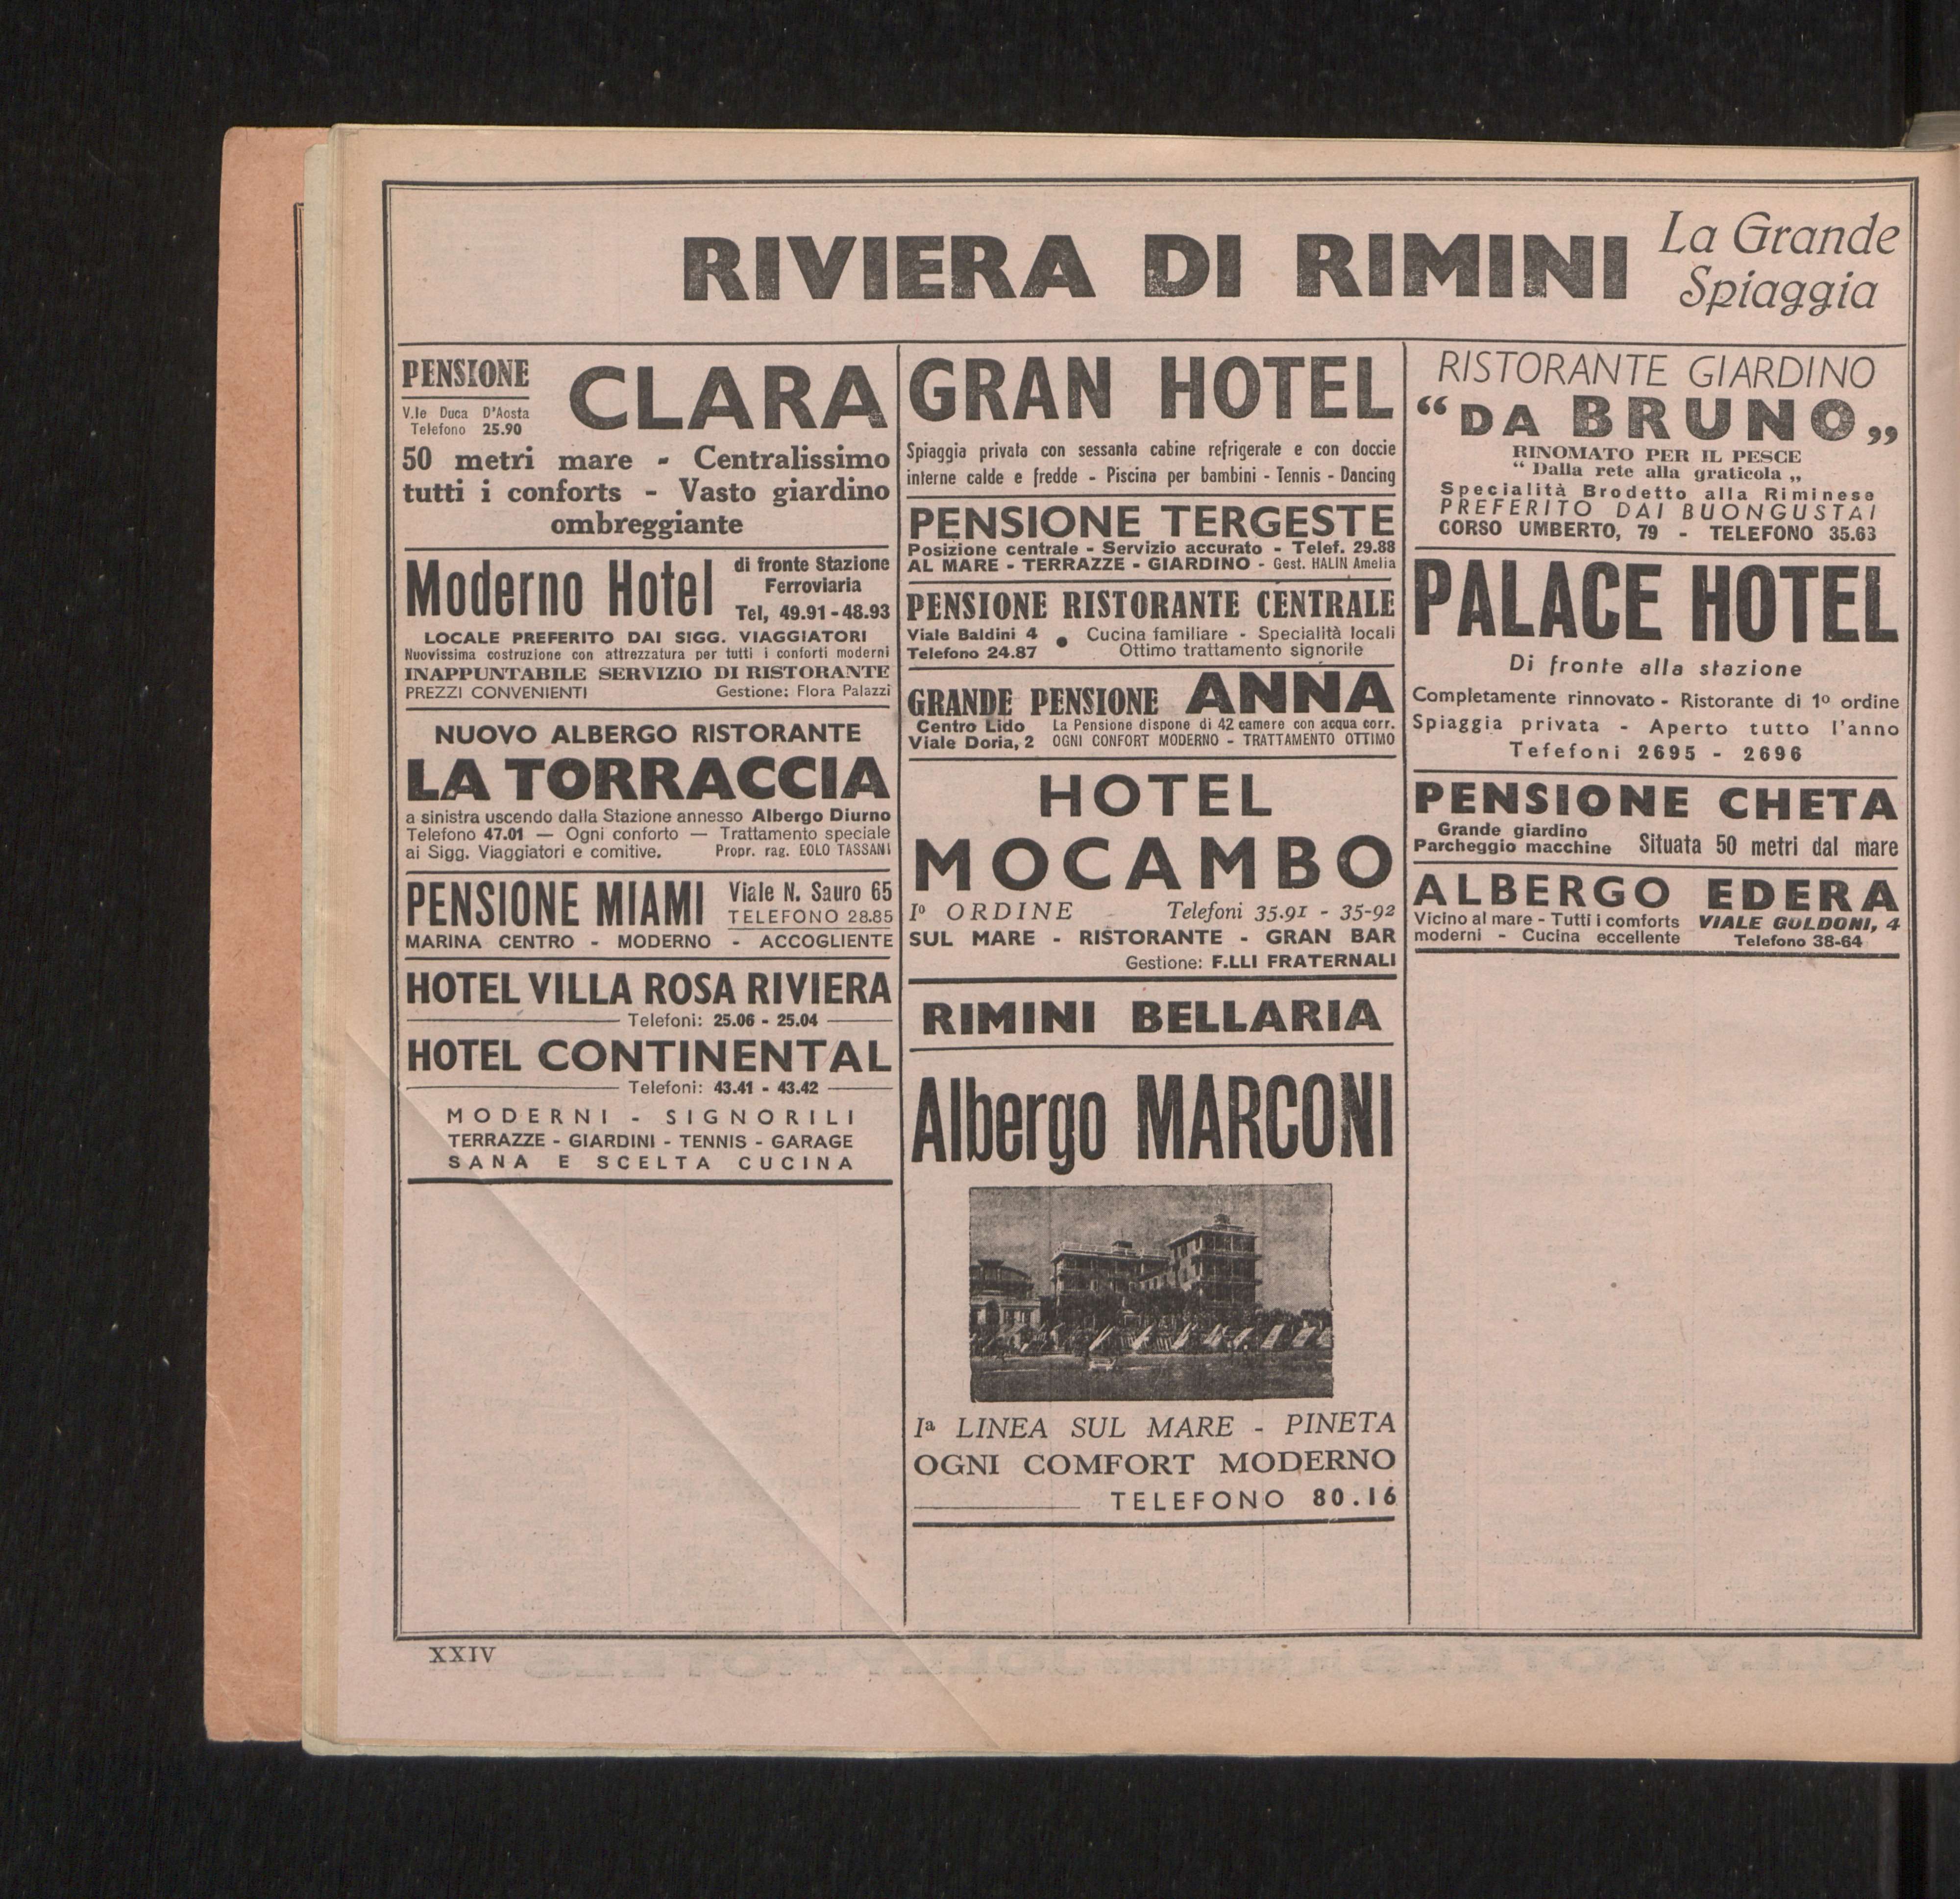 RIVIERA DI RIMINI
La Grande
Spiaggia
PENSIONE
V.le Duca D'Aosta
Telefono 25.90
CLARA
50 metri mare - Centralissimo
tutti i conforts - Vasto giardino
ombreggiante
Moderno Hotel
di fronte Stazione
Ferroviaria
Tel, 49.91 - 48.93
LOCALE PREFERITO DAI SIGG. VIAGGIATORI
Nuovissima costruzione con attrezzatura per tutti i conforti moderni
INAPPUNTABILE SERVIZIO DI RISTORANTE
PREZZI CONVENIENTI Gestione: Flora Palazzi
NUOVO ALBERGO RISTORANTE
LA TORRACCIA
a sinistra uscendo dalla Stazione annesso Albergo Diurno
Telefono 47.01 — Ogni conforto — Trattamento speciale
ai Sigg. Viaggiatori e comitive. Propr. rag. EOLO TASSANI
PENSIONE MIAMI
Viale N. Sauro 65
TELEFONO 28.85
MARINA CENTRO - MODERNO - ACCOGLIENTE
HOTEL VILLA ROSA RIVIERA
Telefoni: 25.06 - 25.04
HOTEL CONTINENTAL
Telefoni: 43.41 - 43.42
MODERNI - SIGNORILI
TERRAZZE - GIARDINI - TENNIS - GARAGE
SANA E SCELTA CUCINA
GRAN HOTEL
Spiaggia privata con sessanta cabine refrigerate e con doccie
interne calde e fredde - Piscina per bambini - Tennis - Dancing
PENSIONE TERGESTE
Posizione centrale - Servizio accurato - Telef. 29.88
AL MARE - TERRAZZE - GIARDINO - Gest. HALIN Amelia
PENSIONE RISTORANTE CENTRALE
Viale Baldini 4
Telefono 24.87
● Cucina familiare - Specialità locali
Ottimo trattamento signorile
GRANDE PENSIONE ANNA
Centro Lido
Viale Doria, 2
La Pensione dispone di 42 camere con acqua corr.
OGNI CONFORT MODERNO - TRATTAMENTO OTTIMO
HOTEL
MOCAMBO
Iº ORDINE Telefoni 35.91 - 35-92
SUL MARE - RISTORANTE - GRAN BAR
Gestione: F.LLI FRATERNALI
RIMINI BELLARIA
Albergo MARCONI
Iª LINEA SUL MARE - PINETA
OGNI COMFORT MODERNO
TELEFONO 80.16
RISTORANTE GIARDINO
“DA BRUNO„
RINOMATO PER IL PESCE
“ Dalla rete alla graticola „
Specialità Brodetto alla Riminese
PREFERITO DAI BUONGUSTAI
CORSO UMBERTO, 79 - TELEFONO 35.63
PALACE HOTEL
Di fronte alla stazione
Completamente rinnovato - Ristorante di 1º ordine
Spiaggia privata - Aperto tutto l'anno
Tefefoni 2695 - 2696
PENSIONE CHETA
Grande giardino
Parcheggio macchine
Situata 50 metri dal mare
ALBERGO EDERA
Vicino al mare - Tutti i comforts
moderni - Cucina eccellente
VIALE GOLDONI, 4
Telefono 38-64
XXIV